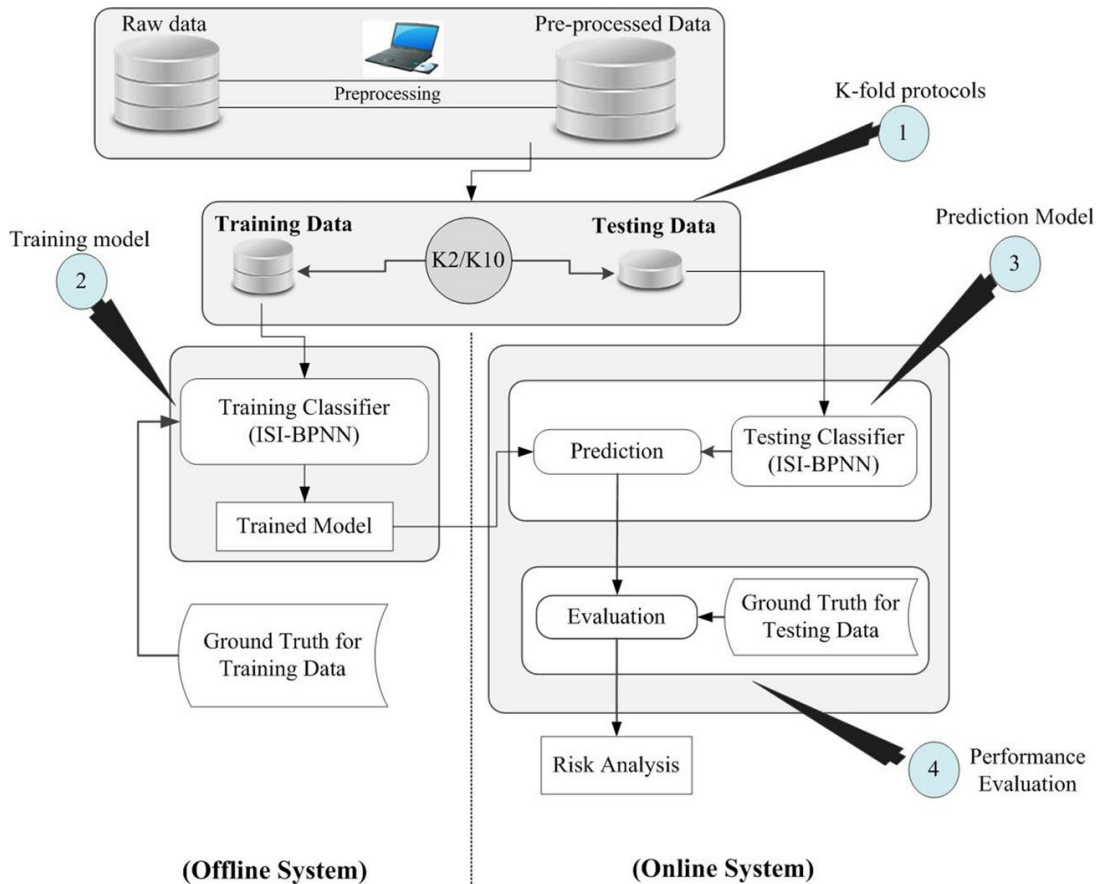 Raw data
Pre-processed Data
Preprocessing
K-fold protocols
1
Training Data
K2/K10
Testing Data
Training model
2
Prediction Model
3
Training Classifier
(ISI-BPNN)
Prediction
Testing Classifier
(ISI-BPNN)
Trained Model
Evaluation
Ground Truth for
Testing Data
Ground Truth for
Training Data
Risk Analysis
4
Performance
Evaluation
(Offline System)
(Online System)